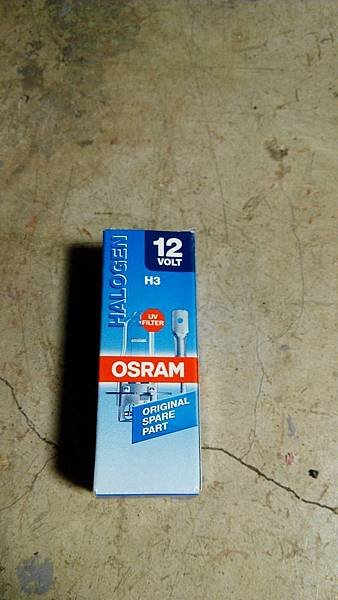 HALOGEN
12
VOLT
H3
UV
FILTER
OSRAM
ORIGINAL
SPARE
PART